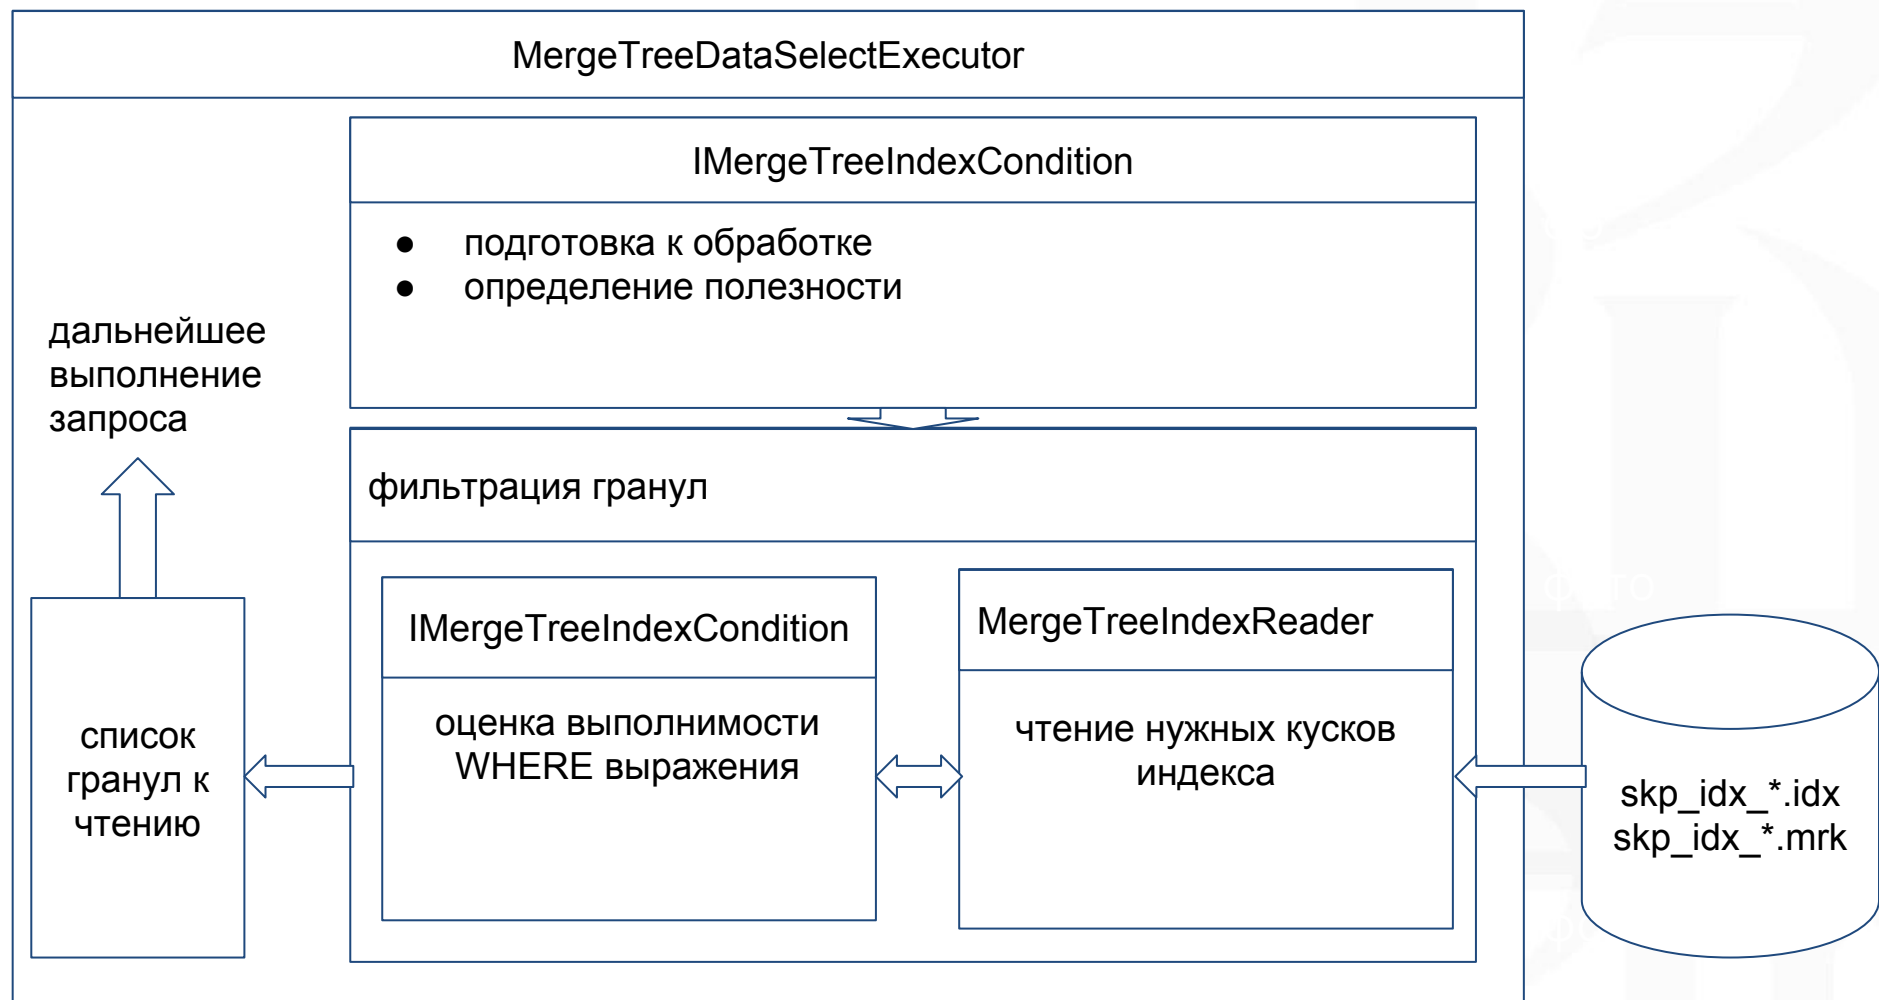 MergeTreeDataSelectExecutor
IMergeTreeIndexCondition
● подготовка к обработке
● определение полезности
дальнейшее
выполнение
запроса
фильтрация гранул
IMergeTreeIndexCondition
оценка выполнимости
WHERE выражения
MergeTreeIndexReader
чтение нужных кусков
индекса
список
гранул к
чтению
skp_idx_*.idx
skp_idx_*.mrk